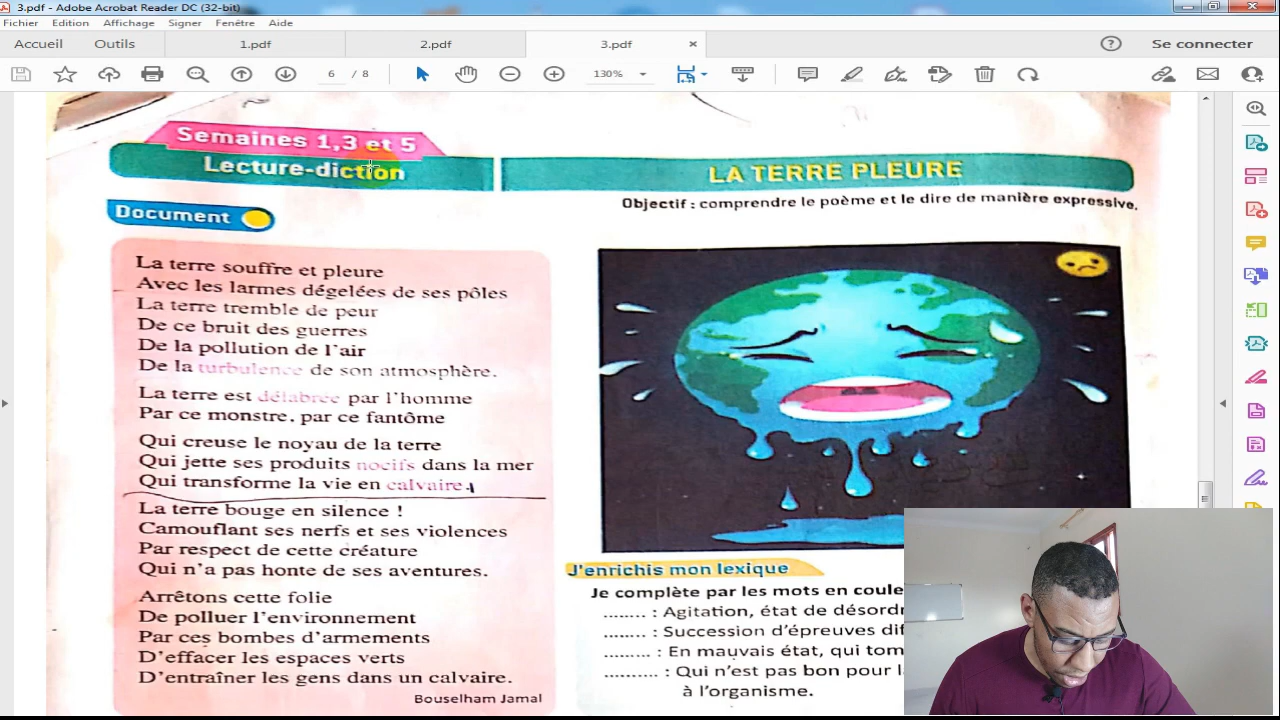 3.pdf - Adobe Acrobat Reader DC (32-bit)
Fichier Edition Affichage Signer Fenêtre Aide
Accueil Outils 1.pdf 2.pdf 3.pdf × Se connecter
6 / 8 130%
Semaines 1,3 et 5
Lecture-diction
LA TERRE PLEURE
Objectif : comprendre le poème et le dire de manière expressive.
Document
La terre souffre et pleure
Avec les larmes dégelées de ses pôles
La terre tremble de peur
De ce bruit des guerres
De la pollution de l'air
De la turbulence de son atmosphère.
La terre est délabrée par l'homme
Par ce monstre, par ce fantôme
Qui creuse le noyau de la terre
Qui jette ses produits nocifs dans la mer
Qui transforme la vie en calvaire.
La terre bouge en silence !
Camouflant ses nerfs et ses violences
Par respect de cette créature
Qui n'a pas honte de ses aventures.
Arrêtons cette folie
De polluer l'environnement
Par ces bombes d'armements
D'effacer les espaces verts
D'entraîner les gens dans un calvaire.
Bouselham Jamal
J'enrichis mon lexique
Je complète par les mots en coule
........ : Agitation, état de désordr
........ : Succession d'épreuves dif
......... : En mauvais état, qui tom
.......... : Qui n'est pas bon pour l
à l'organisme.